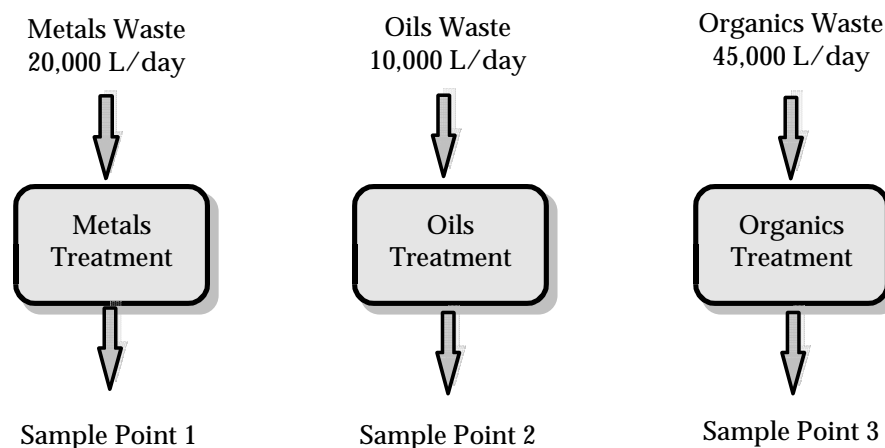 Metals Waste
20,000 L/day
Oils Waste
10,000 L/day
Organics Waste
45,000 L/day
Metals
Treatment
Oils
Treatment
Organics
Treatment
Sample Point 1
Sample Point 2
Sample Point 3